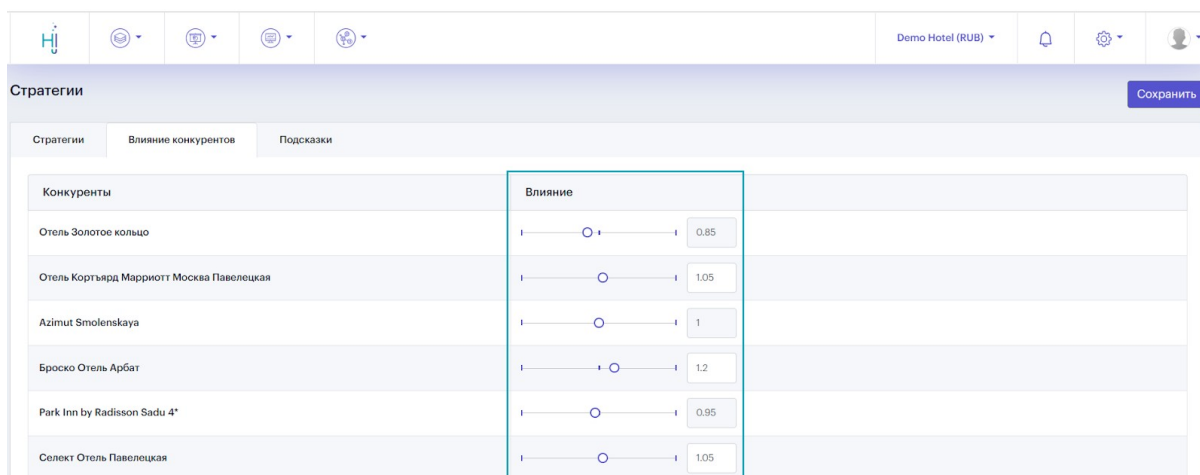 Hi
Demo Hotel (RUB)
Стратегии
Сохранить
Стратегии Влияние конкурентов Подсказки
Конкуренты Влияние
Отель Золотое кольцо 0.85
Отель Кортъярд Марриотт Москва Павелецкая 1.05
Azimut Smolenskaya 1
Броско Отель Арбат 1.2
Park Inn by Radisson Sadu 4* 0.95
Селект Отель Павелецкая 1.05